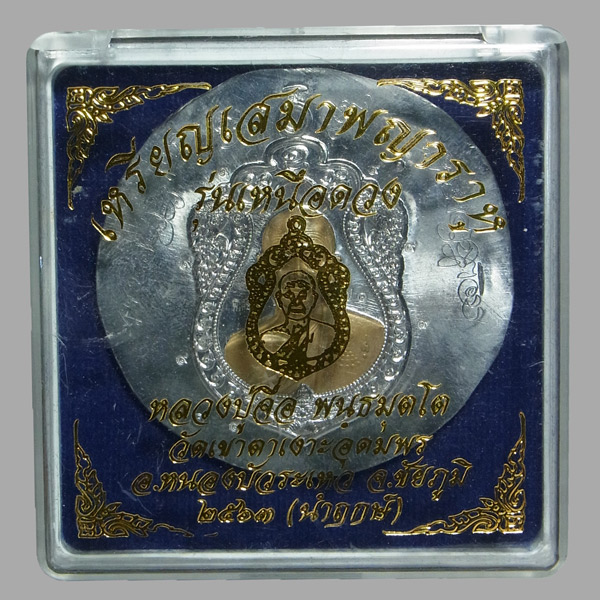 เหรียญเสมาพญาราหู
รุ่นเหนือดวง
หลวงปู่จื่อ พนฺธมุตฺโต
วัดเขาตาเงาะอุดมพร
อ.หนองบัวระเหว จ.ชัยภูมิ
๒๕๖๓ (นำฤกษ์)